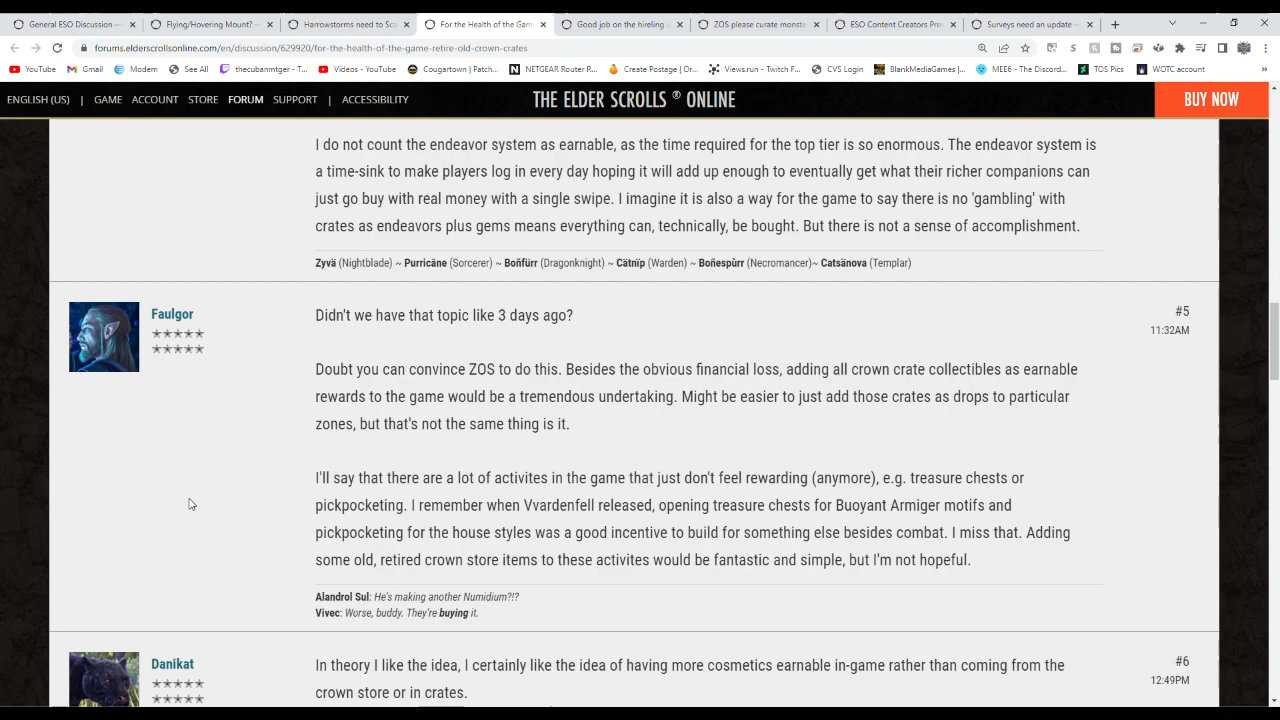 General ESO Discussion —
Flying/Hovering Mount? —
Harrowstorms need to Sca
For the Health of the Gam
Good job on the hireling u
ZOS please curate monste
ESO Content Creators Prev
Surveys need an update —
forums.elderscrollsonline.com/en/discussion/629920/for-the-health-of-the-game-retire-old-crown-crates
YouTube Gmail Modem See All thecubanmtger - T... Videos - YouTube Cougartown | Patch... NETGEAR Router R... Create Postage | Or... Views.run - Twitch F... CVS Login BlankMediaGames |... MEE6 - The Discord... TOS Pics WOTC account »
ENGLISH (US) | GAME ACCOUNT STORE FORUM SUPPORT | ACCESSIBILITY
THE ELDER SCROLLS ® ONLINE
BUY NOW
I do not count the endeavor system as earnable, as the time required for the top tier is so enormous. The endeavor system is
a time-sink to make players log in every day hoping it will add up enough to eventually get what their richer companions can
just go buy with real money with a single swipe. I imagine it is also a way for the game to say there is no 'gambling' with
crates as endeavors plus gems means everything can, technically, be bought. But there is not a sense of accomplishment.
Zyvä (Nightblade) ~ Purricâne (Sorcerer) ~ Boñfürr (Dragonknight) ~ Cätnïp (Warden) ~ Boñespùrr (Necromancer)~ Catsänova (Templar)
Faulgor
Didn't we have that topic like 3 days ago?
#5
11:32AM
Doubt you can convince ZOS to do this. Besides the obvious financial loss, adding all crown crate collectibles as earnable
rewards to the game would be a tremendous undertaking. Might be easier to just add those crates as drops to particular
zones, but that's not the same thing is it.
I'll say that there are a lot of activites in the game that just don't feel rewarding (anymore), e.g. treasure chests or
pickpocketing. I remember when Vvardenfell released, opening treasure chests for Buoyant Armiger motifs and
pickpocketing for the house styles was a good incentive to build for something else besides combat. I miss that. Adding
some old, retired crown store items to these activites would be fantastic and simple, but I'm not hopeful.
Alandrol Sul: He's making another Numidium?!?
Vivec: Worse, buddy. They're buying it.
Danikat
In theory I like the idea, I certainly like the idea of having more cosmetics earnable in-game rather than coming from the
crown store or in crates.
#6
12:49PM